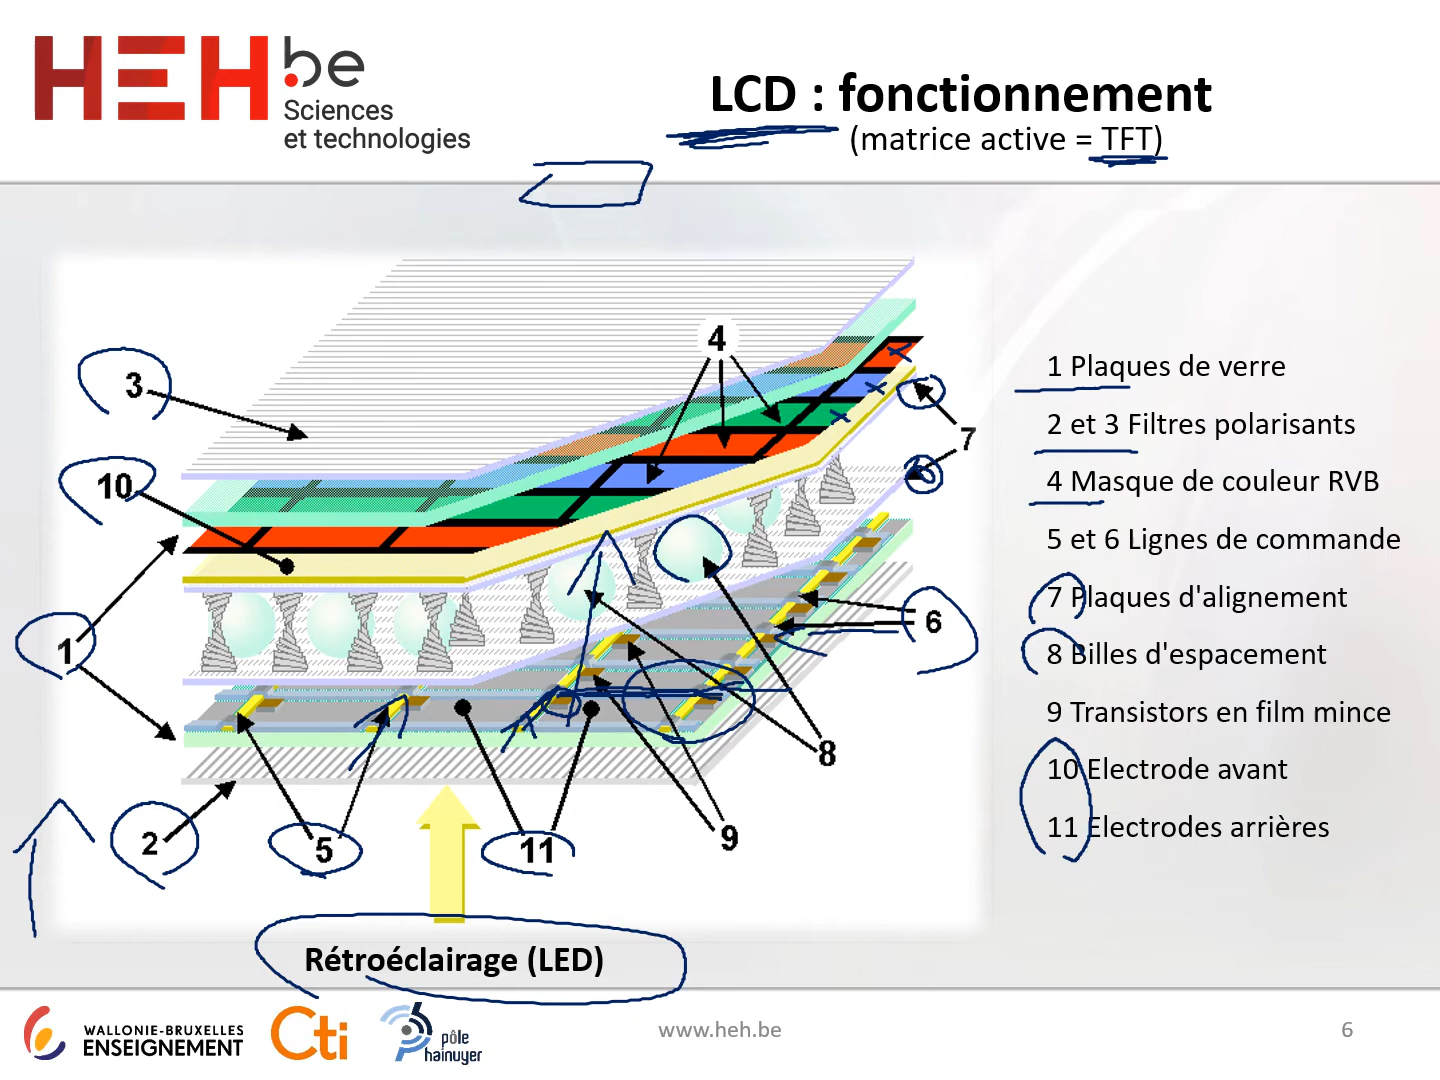 HEH.be
Sciences
et technologies
LCD : fonctionnement
(matrice active = TFT)
3
10
1
2
5
11
9
8
6
7
4
Rétroéclairage (LED)
1 Plaques de verre
2 et 3 Filtres polarisants
4 Masque de couleur RVB
5 et 6 Lignes de commande
7 Plaques d'alignement
8 Billes d'espacement
9 Transistors en film mince
10 Electrode avant
11 Electrodes arrières
WALLONIE-BRUXELLES
ENSEIGNEMENT
Cti
pôle
hainuyer
www.heh.be
6